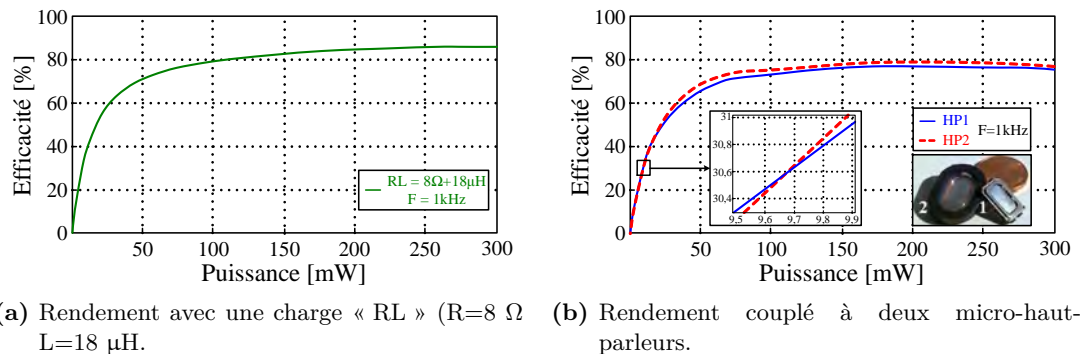 100
80
60
40
20
0
Efficacité [%]
50
100
150
200
250
300
Puissance [mW]
RL = 8Ω+18μH
F = 1kHz
100
80
60
40
20
0
Efficacité [%]
50
100
150
200
250
300
Puissance [mW]
31
30,8
30,6
30,4
9,5
9,6
9,7
9,8
9,9
HP1
HP2
F=1kHz
2
1
a) Rendement avec une charge « RL » (R=8 Ω
L=18 μH.
(b) Rendement couplé à deux micro-haut-
parleurs.